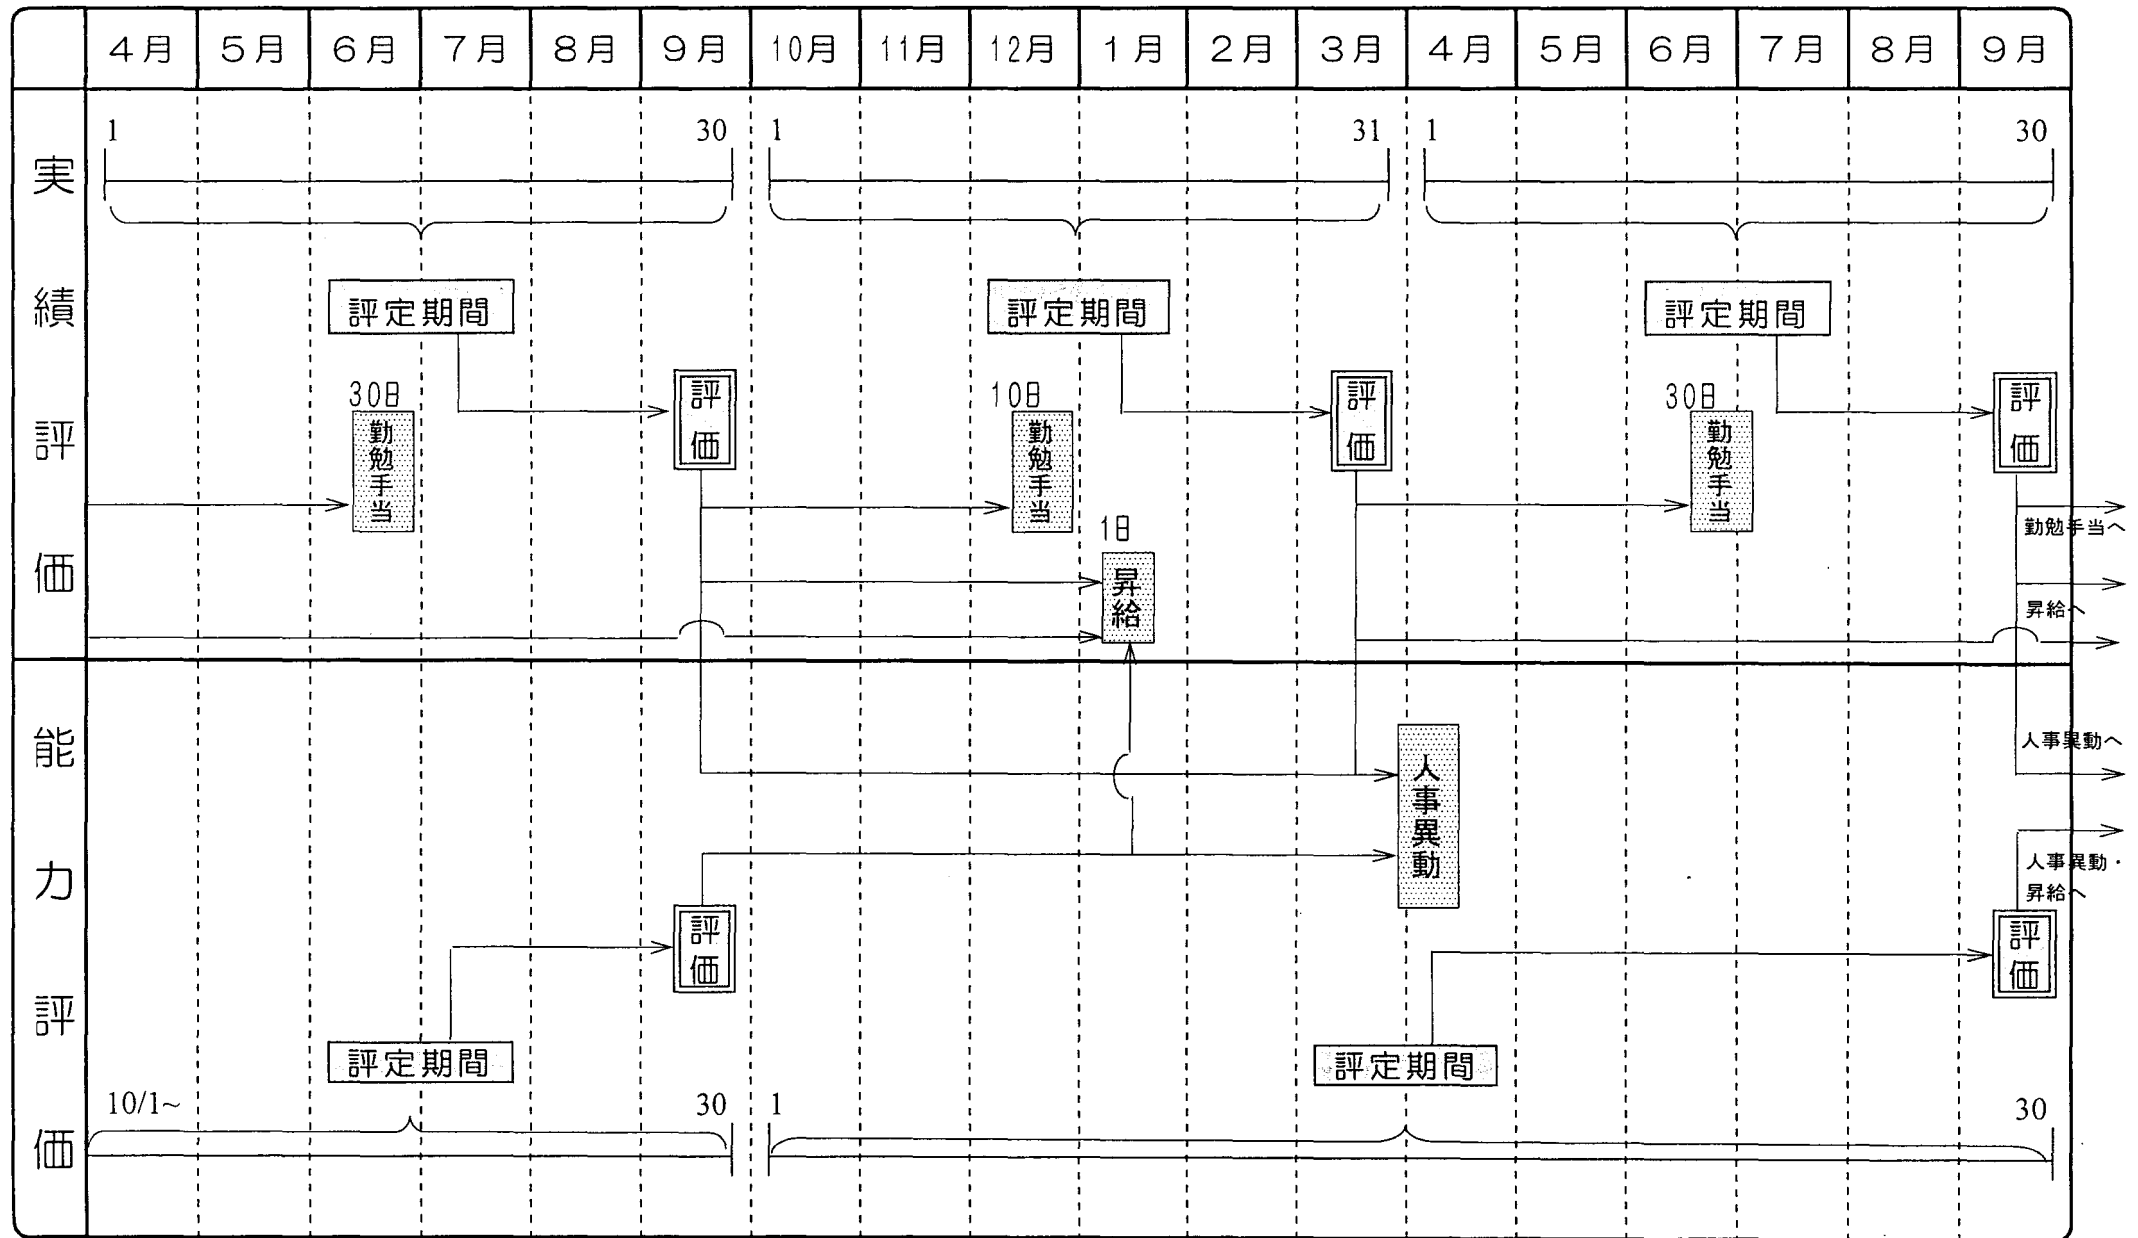 4月 5月 6月 7月 8月 9月 10月 11月 12月 1月 2月 3月 4月 5月 6月 7月 8月 9月
実績評価
1 30 1 31 1 30
評定期間 評定期間 評定期間
評価 評価 評価
30日 10日 30日
勤勉手当 勤勉手当 勤勉手当
勤勉手当へ
1日
昇給
昇給へ
能力評価
人事異動
人事異動へ
人事異動・
昇給へ
評価 評価
評定期間 評定期間
10/1~ 30 1 30